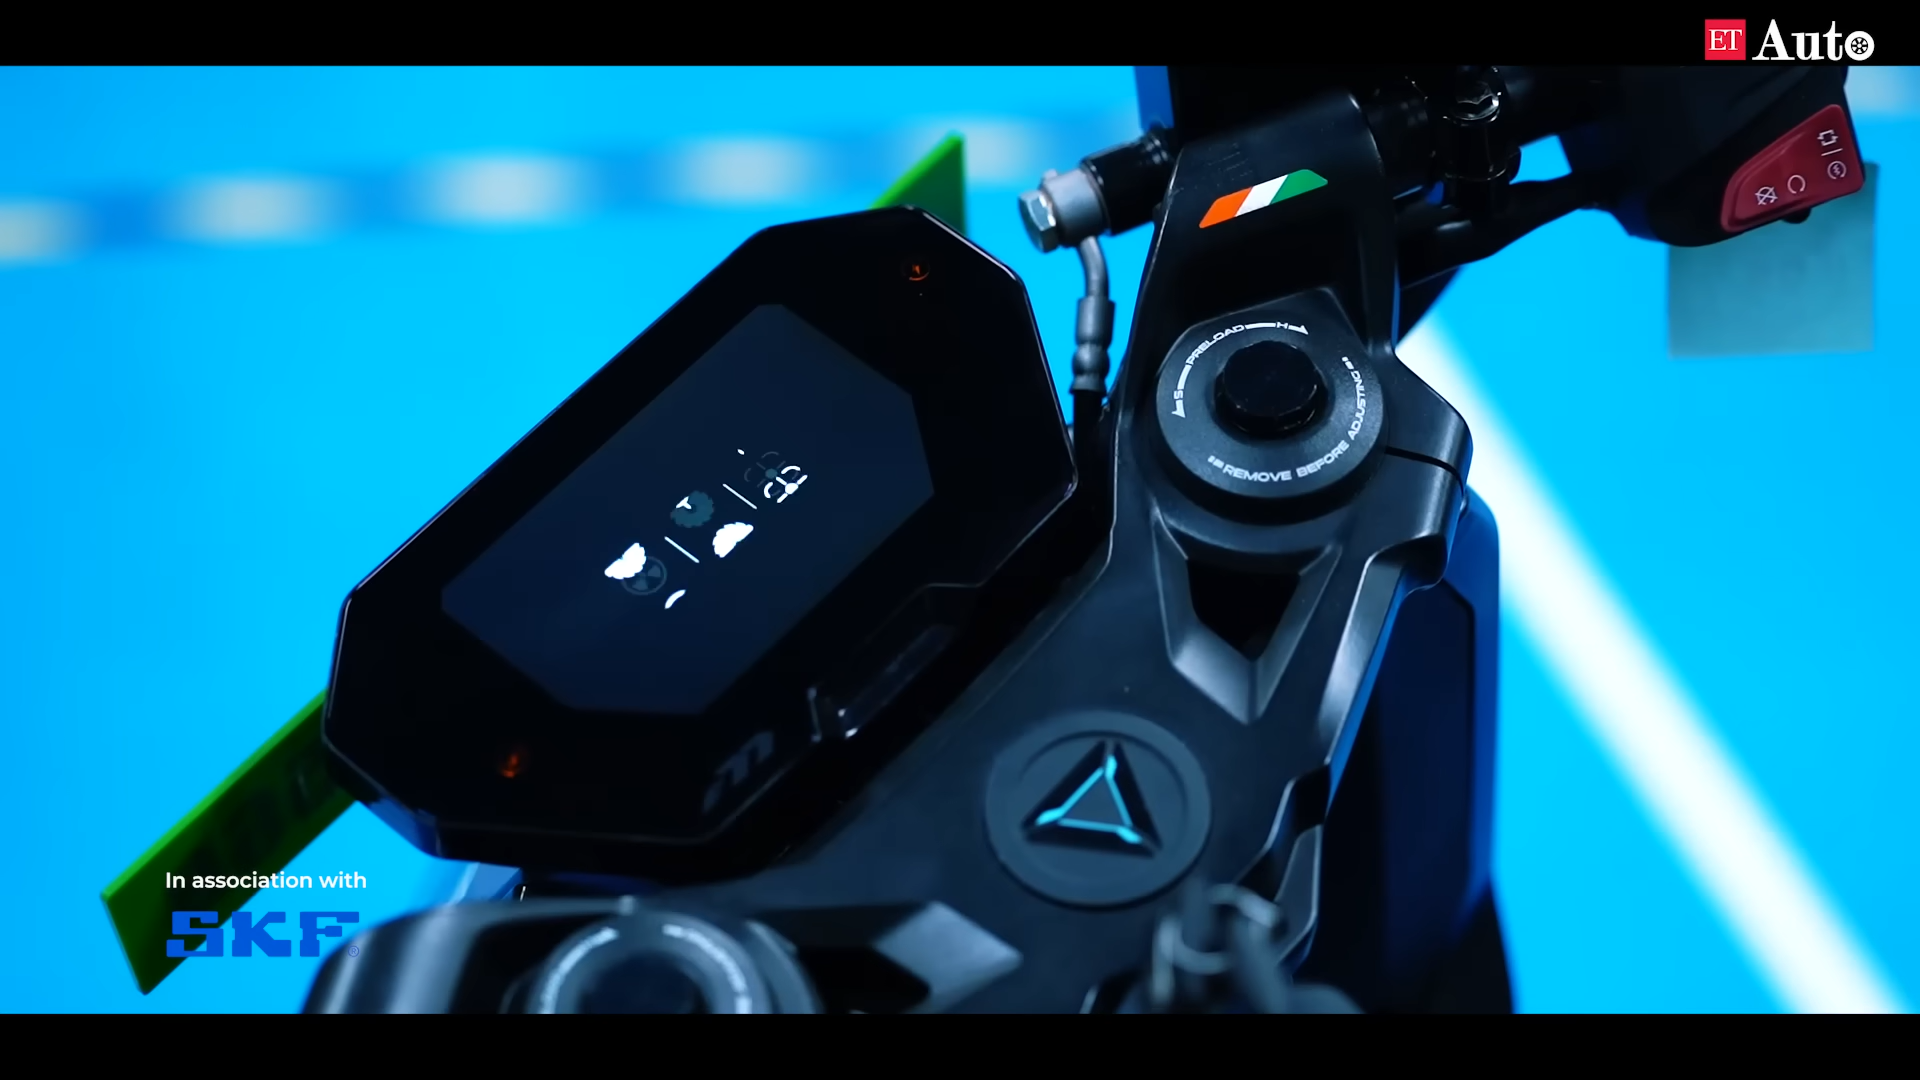 ET Auto
S PRELOAD H
REMOVE BEFORE ADJUSTING
In association with
SKF